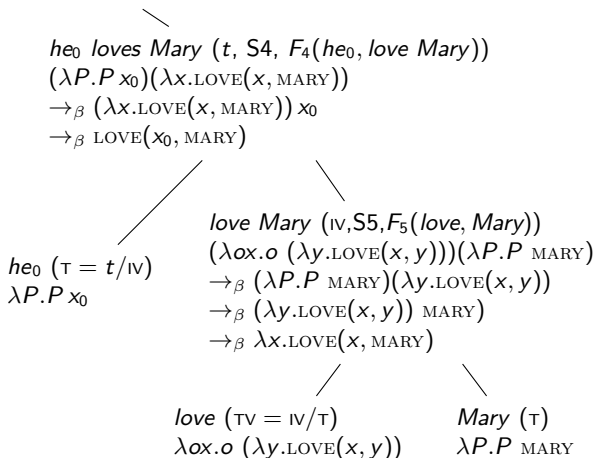 he₀ loves Mary (t, S4, F₄(he₀, love Mary))
(λP.P x₀)(λx.LOVE(x, MARY))
→β (λx.LOVE(x, MARY)) x₀
→β LOVE(x₀, MARY)
love Mary (IV,S5,F₅(love, Mary))
(λox.o (λy.LOVE(x, y)))(λP.P MARY)
→β (λP.P MARY)(λy.LOVE(x, y))
→β (λy.LOVE(x, y)) MARY)
→β λx.LOVE(x, MARY)
he₀ (T = t/IV)
λP.P x₀
love (TV = IV/T)
λox.o (λy.LOVE(x, y))
Mary (T)
λP.P MARY